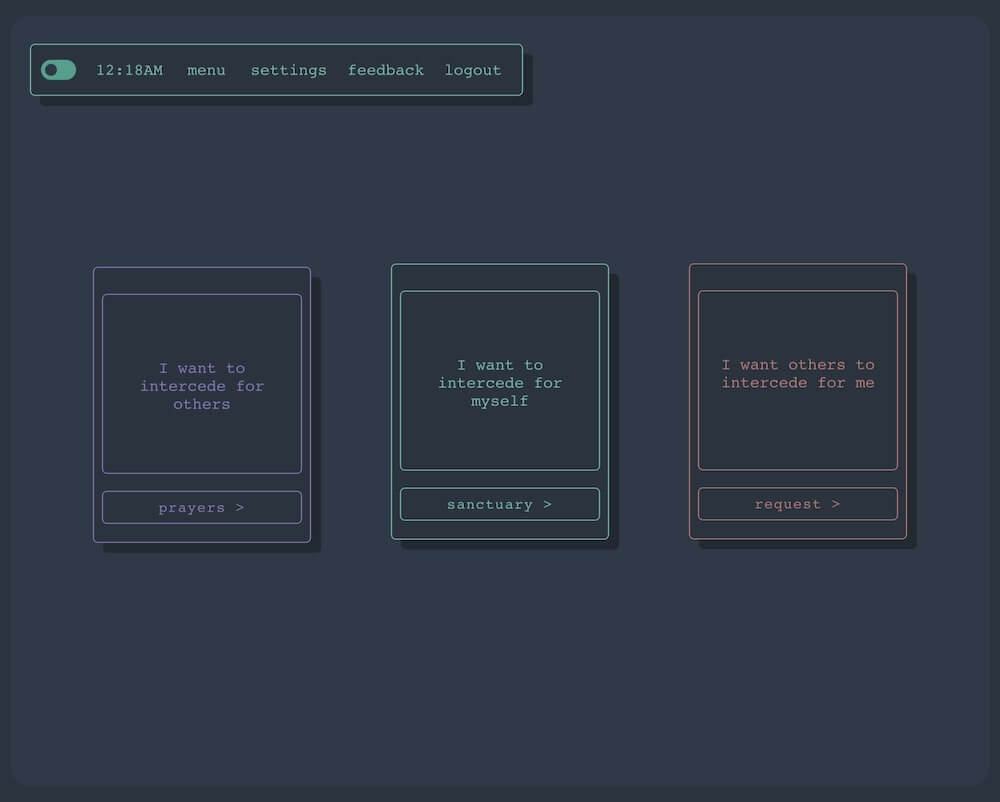 12:18AM menu settings feedback logout
I want to
intercede for
others
prayers >
I want to
intercede for
myself
sanctuary >
I want others to
intercede for me
request >